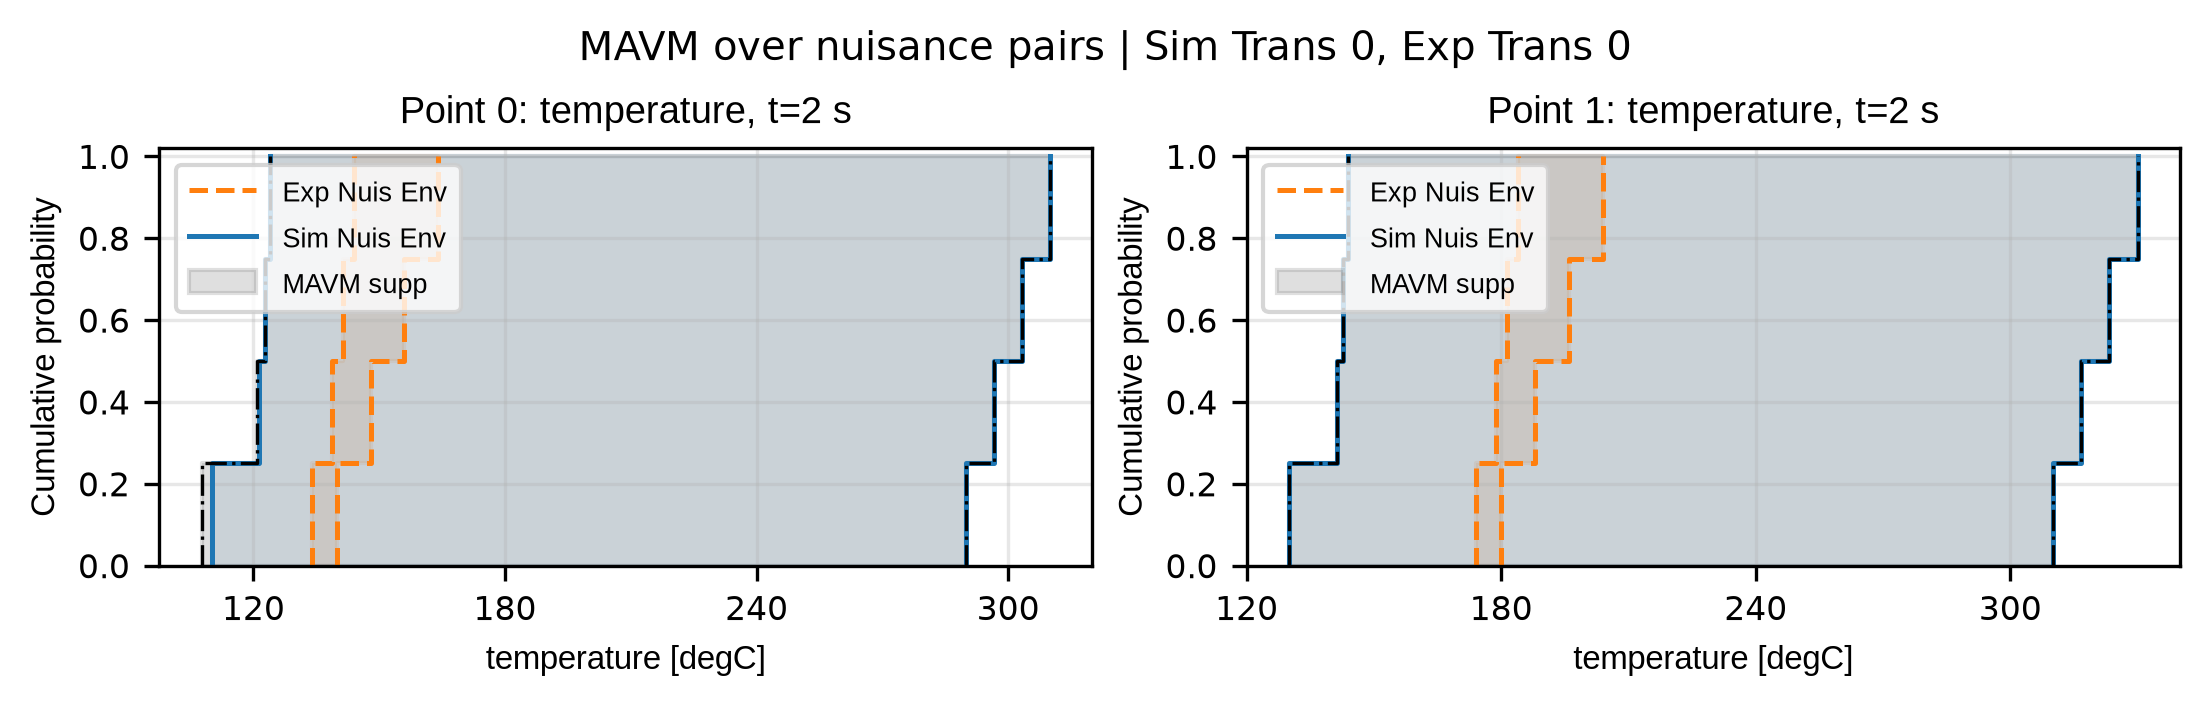 MAVM over nuisance pairs | Sim Trans 0, Exp Trans 0
Point 0: temperature, t=2 s
Cumulative probability
1.0
0.8
0.6
0.4
0.2
0.0
Exp Nuis Env
Sim Nuis Env
MAVM supp
120 180 240 300
temperature [degC]
Point 1: temperature, t=2 s
Cumulative probability
1.0
0.8
0.6
0.4
0.2
0.0
Exp Nuis Env
Sim Nuis Env
MAVM supp
120 180 240 300
temperature [degC]